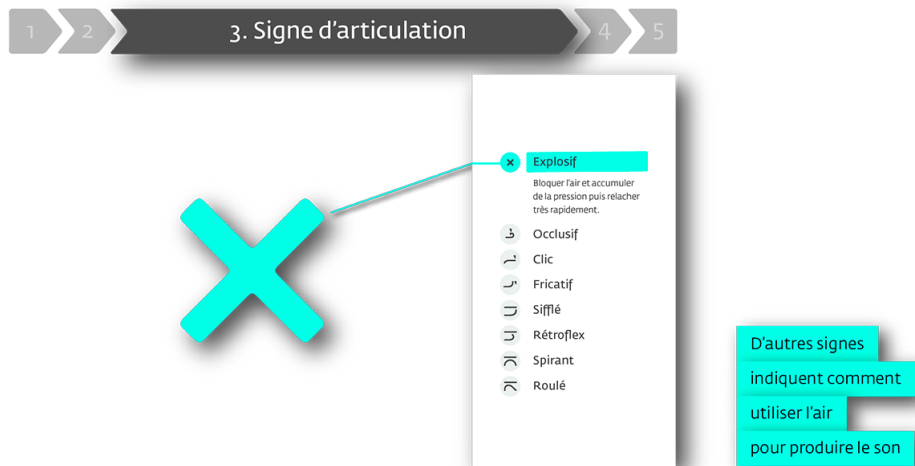 1
2
3. Signe d'articulation
4
5
Explosif
Bloquer l'air et accumuler
de la pression puis relacher
très rapidement.
Occlusif
Clic
Fricatif
Sifflé
Rétroflex
Spirant
Roulé
D'autres signes
indiquent comment
utiliser l'air
pour produire le son